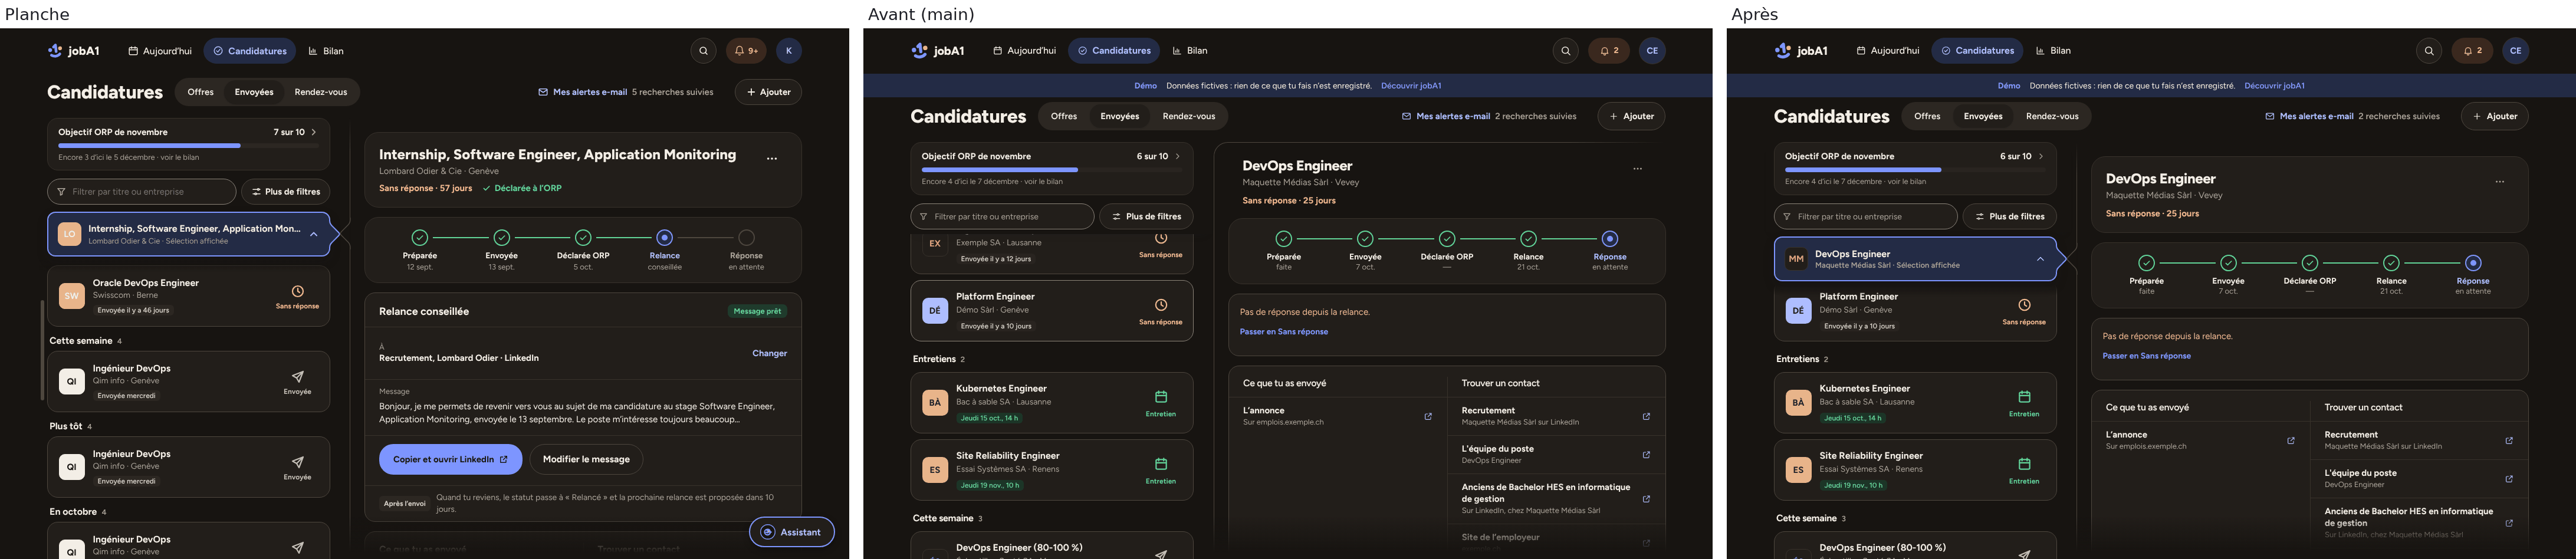 Planche
jobA1
Aujourd'hui
Candidatures
Bilan
9+
K
Candidatures
Offres
Envoyées
Rendez-vous
Mes alertes e-mail 5 recherches suivies
Ajouter
Objectif ORP de novembre
7 sur 10
Encore 3 d'ici le 5 décembre · voir le bilan
Filtrer par titre ou entreprise
Plus de filtres
LO
Internship, Software Engineer, Application Mon...
Lombard Odier & Cie · Sélection affichée
SW
Oracle DevOps Engineer
Swisscom · Berne
Envoyée il y a 46 jours
Sans réponse
Cette semaine 4
QI
Ingénieur DevOps
Qim info · Genève
Envoyée mercredi
Envoyée
Plus tôt 4
QI
Ingénieur DevOps
Qim info · Genève
Envoyée mercredi
Envoyée
En octobre 4
QI
Ingénieur DevOps
Qim info · Genève
Internship, Software Engineer, Application Monitoring
Lombard Odier & Cie · Genève
Sans réponse · 57 jours
Déclarée à l'ORP
Préparée
12 sept.
Envoyée
13 sept.
Déclarée ORP
5 oct.
Relance
conseillée
Réponse
en attente
Relance conseillée
Message prêt
À
Recrutement, Lombard Odier · LinkedIn
Changer
Message
Bonjour, je me permets de revenir vers vous au sujet de ma candidature au stage Software Engineer,
Application Monitoring, envoyée le 13 septembre. Le poste m'intéresse toujours beaucoup...
Copier et ouvrir LinkedIn
Modifier le message
Après l'envoi
Quand tu reviens, le statut passe à « Relancé » et la prochaine relance est proposée dans 10
jours.
Ce que tu as envoyé
Trouver un contact
Assistant
Avant (main)
jobA1
Aujourd'hui
Candidatures
Bilan
2
CE
Démo Données fictives : rien de ce que tu fais n'est enregistré. Découvrir jobA1
Candidatures
Offres
Envoyées
Rendez-vous
Mes alertes e-mail 2 recherches suivies
Ajouter
Objectif ORP de novembre
6 sur 10
Encore 4 d'ici le 7 décembre · voir le bilan
Filtrer par titre ou entreprise
Plus de filtres
EX
Exemple SA · Lausanne
Envoyée il y a 12 jours
Sans réponse
DÉ
Platform Engineer
Démo Sàrl · Genève
Envoyée il y a 10 jours
Sans réponse
Entretiens 2
BÀ
Kubernetes Engineer
Bac à sable SA · Lausanne
Jeudi 15 oct., 14 h
Entretien
ES
Site Reliability Engineer
Essai Systèmes SA · Renens
Jeudi 19 nov., 10 h
Entretien
Cette semaine 3
DevOps Engineer (80-100 %)
DevOps Engineer
Maquette Médias Sàrl · Vevey
Sans réponse · 25 jours
Préparée
faite
Envoyée
7 oct.
Déclarée ORP
—
Relance
21 oct.
Réponse
en attente
Pas de réponse depuis la relance.
Passer en Sans réponse
Ce que tu as envoyé
L'annonce
Sur emplois.exemple.ch
Trouver un contact
Recrutement
Maquette Médias Sàrl sur LinkedIn
L'équipe du poste
DevOps Engineer
Anciens de Bachelor HES en informatique
de gestion
Sur LinkedIn, chez Maquette Médias Sàrl
Site de l'employeur
Après
jobA1
Aujourd'hui
Candidatures
Bilan
2
CE
Démo Données fictives : rien de ce que tu fais n'est enregistré. Découvrir jobA1
Candidatures
Offres
Envoyées
Rendez-vous
Mes alertes e-mail 2 recherches suivies
Ajouter
Objectif ORP de novembre
6 sur 10
Encore 4 d'ici le 7 décembre · voir le bilan
Filtrer par titre ou entreprise
Plus de filtres
MM
DevOps Engineer
Maquette Médias Sàrl · Sélection affichée
DÉ
Platform Engineer
Démo Sàrl · Genève
Envoyée il y a 10 jours
Sans réponse
Entretiens 2
BÀ
Kubernetes Engineer
Bac à sable SA · Lausanne
Jeudi 15 oct., 14 h
Entretien
ES
Site Reliability Engineer
Essai Systèmes SA · Renens
Jeudi 19 nov., 10 h
Entretien
Cette semaine 3
DevOps Engineer (80-100 %)
DevOps Engineer
Maquette Médias Sàrl · Vevey
Sans réponse · 25 jours
Préparée
faite
Envoyée
7 oct.
Déclarée ORP
—
Relance
21 oct.
Réponse
en attente
Pas de réponse depuis la relance.
Passer en Sans réponse
Ce que tu as envoyé
L'annonce
Sur emplois.exemple.ch
Trouver un contact
Recrutement
Maquette Médias Sàrl sur LinkedIn
L'équipe du poste
DevOps Engineer
Anciens de Bachelor HES en informatique
de gestion
Sur LinkedIn, chez Maquette Médias Sàrl